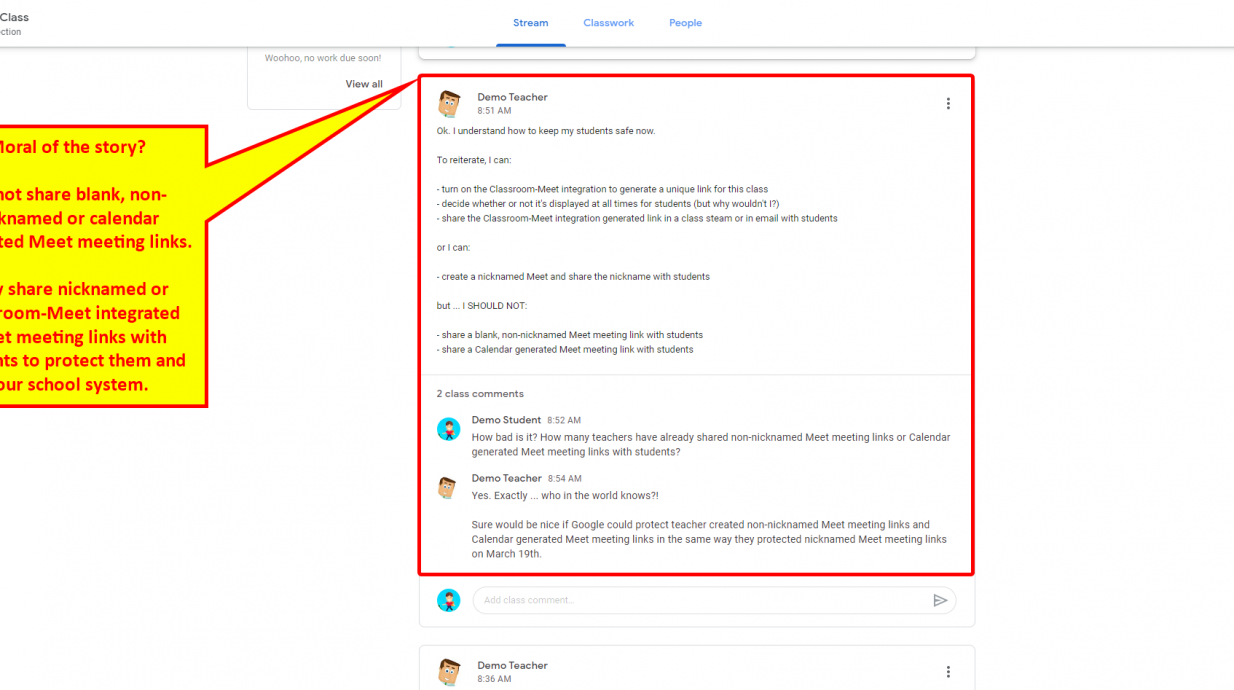 Class
ction
Stream
Classwork
People
Woohoo, no work due soon!
View all
Moral of the story?
not share blank, non-
knamed or calendar
ted Meet meeting links.
share nicknamed or
room-Meet integrated
et meeting links with
nts to protect them and
our school system.
Demo Teacher
8:51 AM
Ok. I understand how to keep my students safe now.
To reiterate, I can:
- turn on the Classroom-Meet integration to generate a unique link for this class
- decide whether or not it's displayed at all times for students (but why wouldn't I?)
- share the Classroom-Meet integration generated link in a class steam or in email with students
or I can:
- create a nicknamed Meet and share the nickname with students
but ... I SHOULD NOT:
- share a blank, non-nicknamed Meet meeting link with students
- share a Calendar generated Meet meeting link with students
2 class comments
Demo Student 8:52 AM
How bad is it? How many teachers have already shared non-nicknamed Meet meeting links or Calendar
generated Meet meeting links with students?
Demo Teacher 8:54 AM
Yes. Exactly ... who in the world knows?!
Sure would be nice if Google could protect teacher created non-nicknamed Meet meeting links and
Calendar generated Meet meeting links in the same way they protected nicknamed Meet meeting links
on March 19th.
Add class comment...
Demo Teacher
8:36 AM